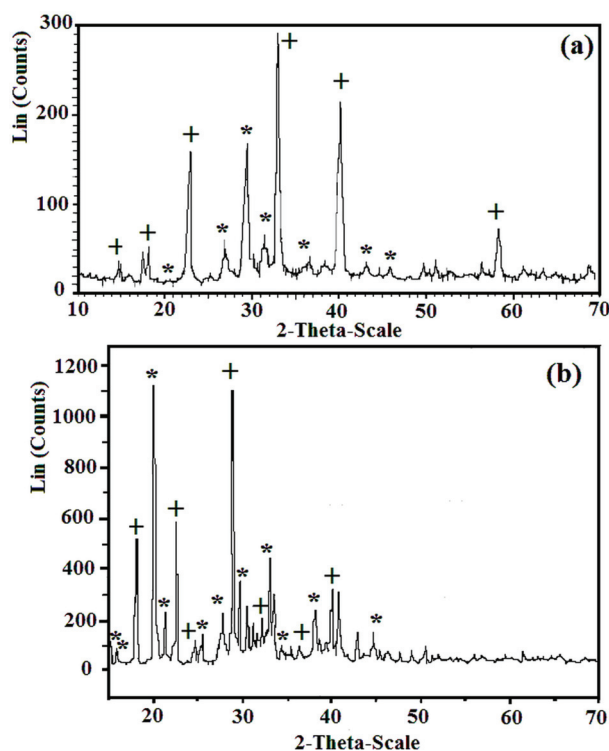 (a)
Lin (Counts)
300
200
100
0
+ + + * * * + * + * * +
10 20 30 40 50 60 70
2-Theta-Scale
(b)
Lin (Counts)
1200
1000
800
600
400
200
0
* * + * * + + * * + * + * * + * + *
20 30 40 50 60 70
2-Theta-Scale